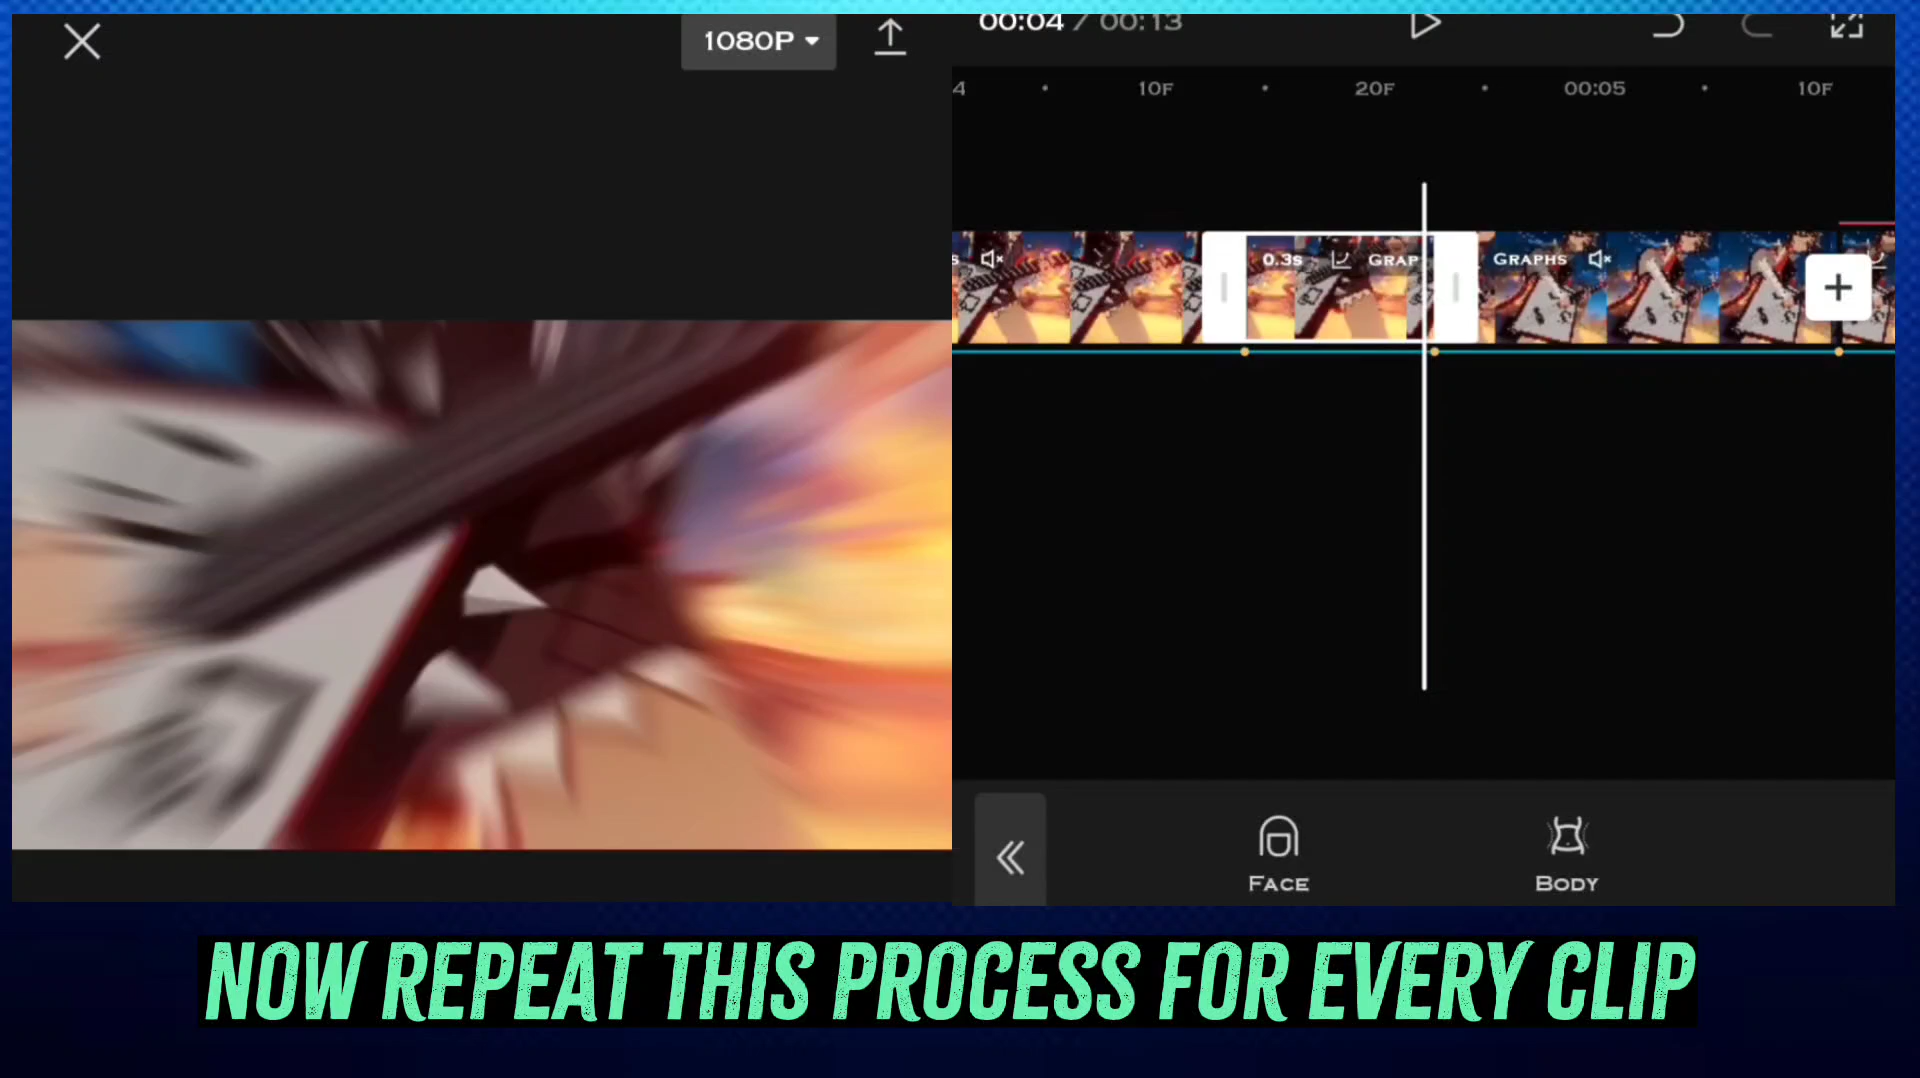 1080P
00:04 / 00:13
4 10F 20F 00:05 10F
S 0.3S GRAP GRAPHS
FACE BODY
NOW REPEAT THIS PROCESS FOR EVERY CLIP